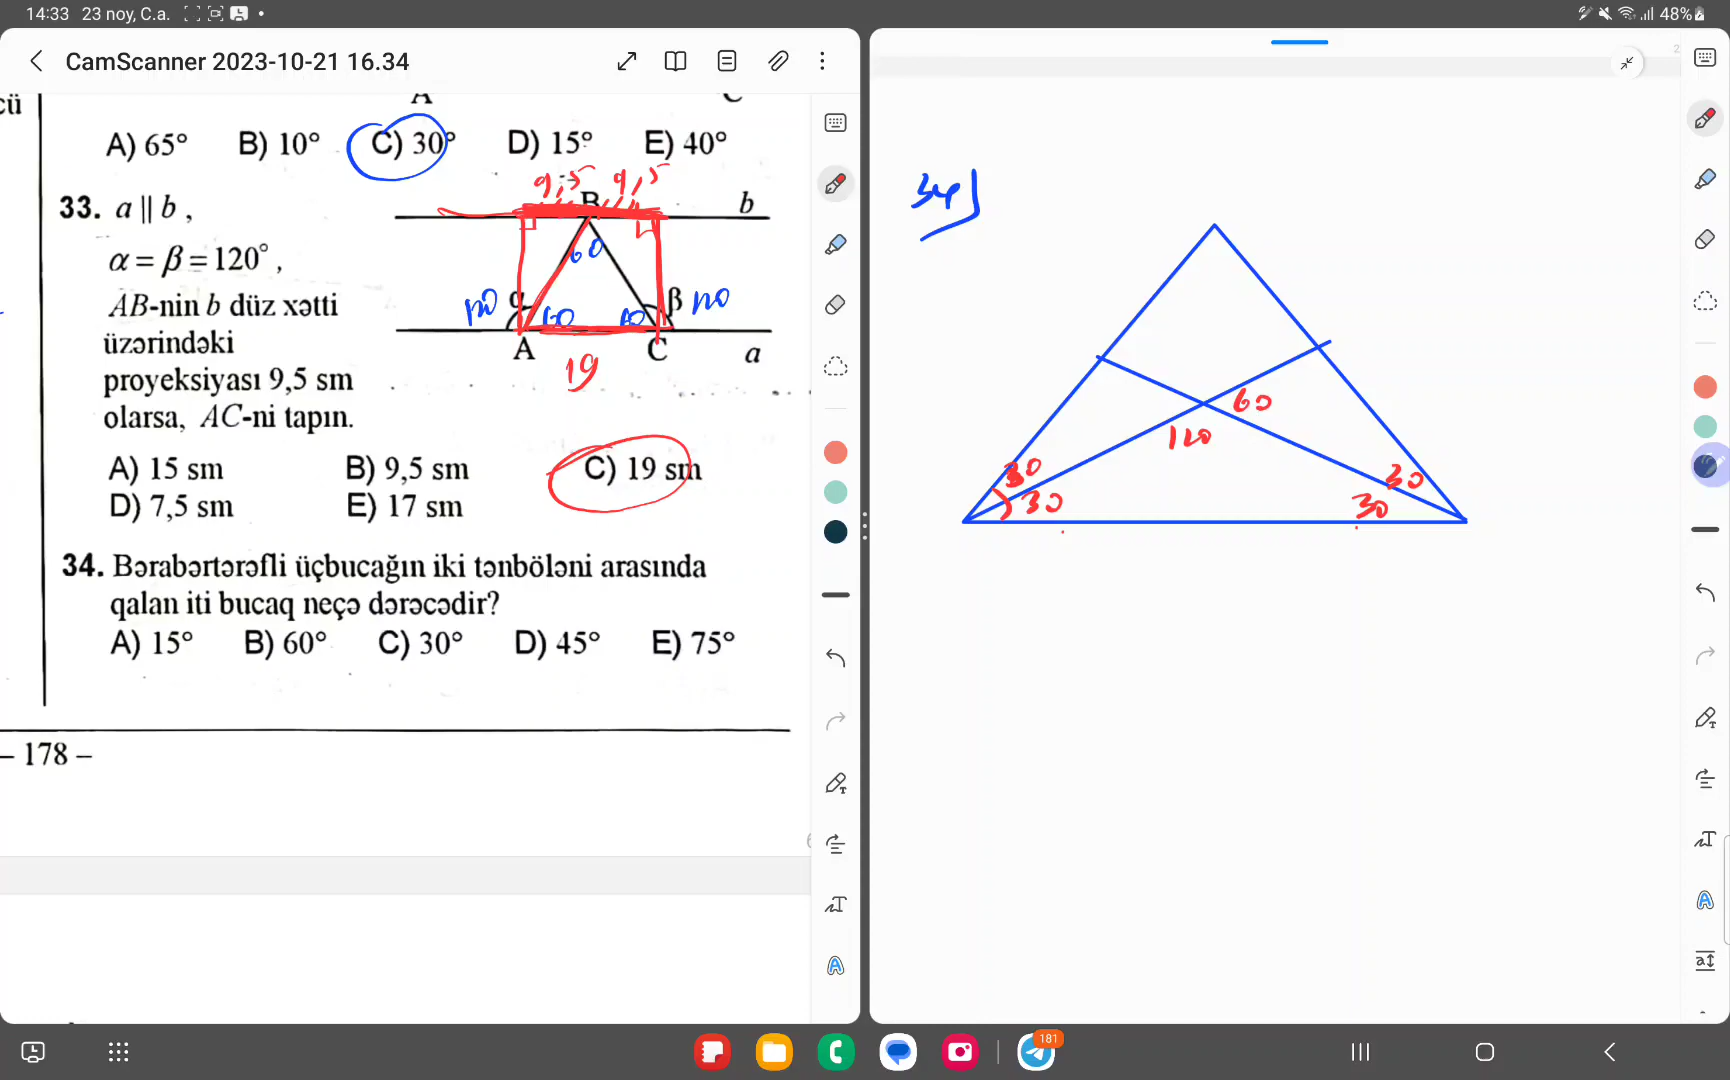 14:33 23 noy, C.a. • 48%
CamScanner 2023-10-21 16.34
cü
A C
A) 65° B) 10° C) 30° D) 15° E) 40°
9,5 9,5
33. a || b,
B b
α = β = 120°,
60
AB-nin b düz xətti
120 α 60 60 β 120
üzərindəki
A C a
proyeksiyası 9,5 sm
19
olarsa, AC-ni tapın.
A) 15 sm B) 9,5 sm C) 19 sm
D) 7,5 sm E) 17 sm
34. Bərabərtərəfli üçbucağın iki tənböləni arasında
qalan iti bucaq neçə dərəcədir?
A) 15° B) 60° C) 30° D) 45° E) 75°
– 178 –
34)
60
120
30 30
30 30
181